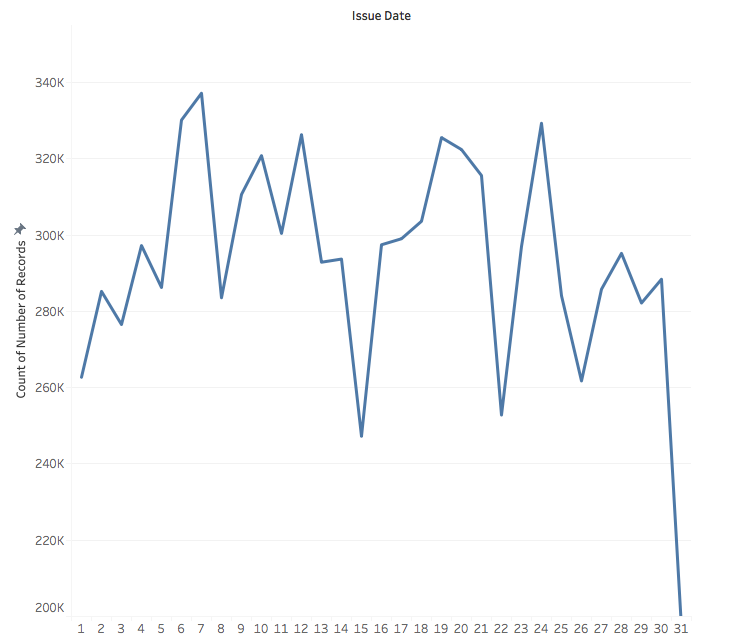 Issue Date
340K
320K
300K
280K
260K
240K
220K
200K
Count of Number of Records
1 2 3 4 5 6 7 8 9 10 11 12 13 14 15 16 17 18 19 20 21 22 23 24 25 26 27 28 29 30 31